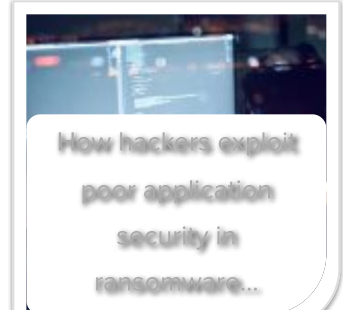 How hackers exploit
poor application
security in
ransomware...